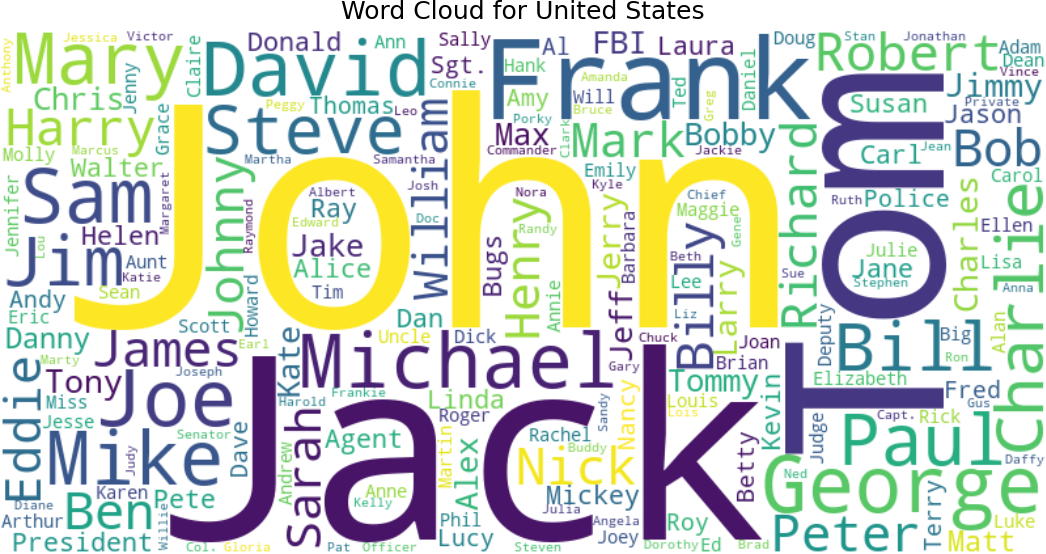 Word Cloud for United States
Anthony
Mary
Jessica
Victor
Claire
David
Donald
Ann
Sally
Sgt.
Connie
Frank
Al
FBI
Laura
Doug
Robert
Stan
Jonathan
Adam
Dean
Vince
Chris
Jenny
Grace
Peggy
Thomas
Leo
Hank
Amy
Porky
Amanda
Will
Bruce
Ted
Greg
Daniel
Jimmy
Private
Jason
Susan
Harry
Molly
Marcus
Walter
Steve
Martha
Samantha
William
Max
Commander
Clark
Mark
Bobby
Jackie
Carl
Jean
Bob
Carol
Jennifer
Lou
Sam
Margaret
Johnny
Raymond
Albert
Ray
Edward
Josh
Doc
John
Nora
Randy
Emily
Kyle
Chief
Maggie
Gene
Richard
Tom
Ruth
Police
Charles
Ellen
Charlie
Jim
Helen
Aunt
Katie
Sean
Jake
Alice
Tim
Bugs
Henry
Annie
Jerry
Barbara
Beth
Lee
Liz
Billy
Larry
Sue
Julie
Jane
Stephen
Lisa
Anna
Andy
Eric
Danny
Marty
Scott
Howard
Earl
Dan
Uncle
Dick
Jeff
Chuck
Gary
Joan
Brian
Deputy
Bill
Big
Ron
Alan
James
Joseph
Kate
Harold
Michael
Frankie
Linda
Roger
Tommy
Louis
Lois
Kevin
Elizabeth
Fred
Gus
Eddie
Tony
Miss
Jesse
Joe
Senator
Dave
Sarah
Andrew
Jack
Agent
Martin
Alex
Rachel
Buddy
Sandy
Nancy
Nick
Betty
Judge
Capt.
Rick
Paul
Daffy
Mike
Judy
Karen
Pete
Willie
Diane
Arthur
Ben
President
Col.
Gloria
Pat
Officer
Anne
Kelly
Phil
Lucy
Steven
Mickey
Julia
Angela
Joey
Dorothy
Roy
Ed
Brad
Ned
George
Peter
Terry
Matt
Luke